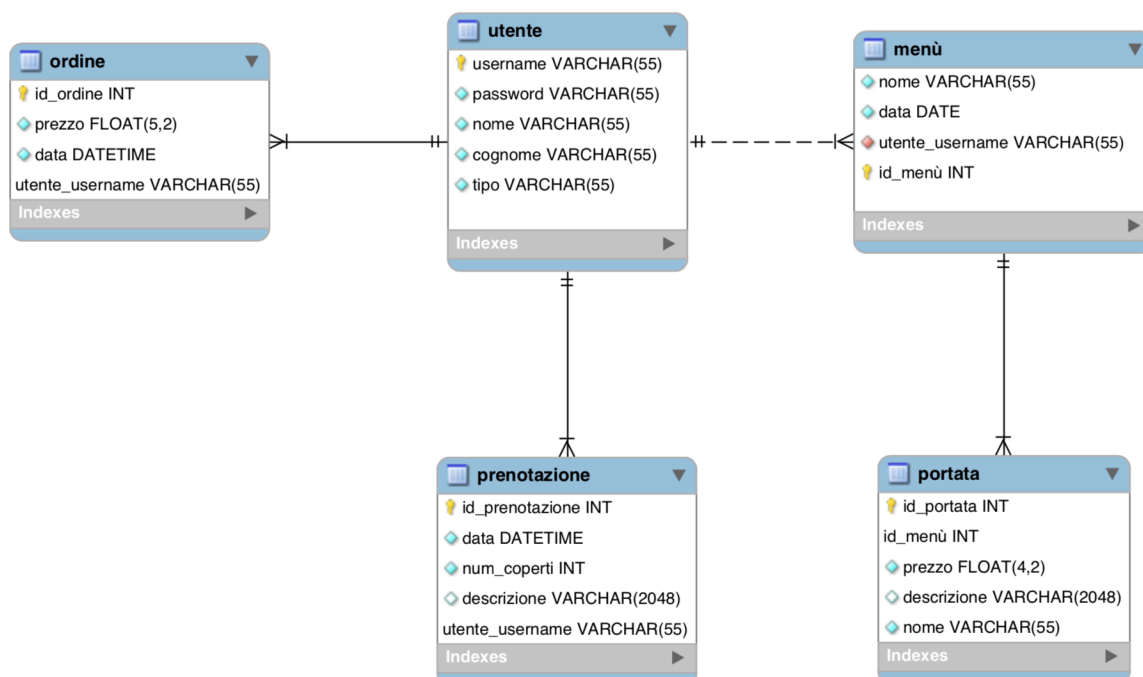 ordine
id_ordine INT
prezzo FLOAT(5,2)
data DATETIME
utente_username VARCHAR(55)
Indexes
utente
username VARCHAR(55)
password VARCHAR(55)
nome VARCHAR(55)
cognome VARCHAR(55)
tipo VARCHAR(55)
Indexes
menù
nome VARCHAR(55)
data DATE
utente_username VARCHAR(55)
id_menù INT
Indexes
prenotazione
id_prenotazione INT
data DATETIME
num_coperti INT
descrizione VARCHAR(2048)
utente_username VARCHAR(55)
Indexes
portata
id_portata INT
id_menù INT
prezzo FLOAT(4,2)
descrizione VARCHAR(2048)
nome VARCHAR(55)
Indexes